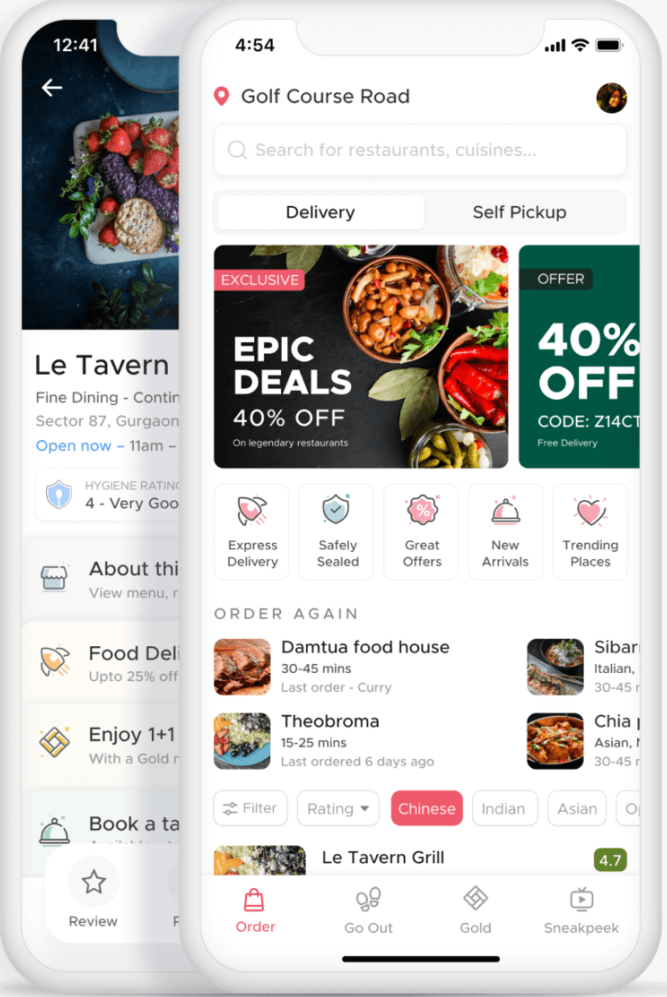 12:41
Le Tavern
Fine Dining - Contin
Sector 87, Gurgaon
Open now – 11am –
HYGIENE RATING
4 - Very Goo
About thi
View menu, r
Food Deli
Upto 25% off
Enjoy 1+1
With a Gold r
Book a ta
Review
4:54
Golf Course Road
Search for restaurants, cuisines...
Delivery
Self Pickup
EXCLUSIVE
EPIC
DEALS
40% OFF
On legendary restaurants
OFFER
40%
OFF
CODE: Z14CT
Free Delivery
Express
Delivery
Safely
Sealed
Great
Offers
New
Arrivals
Trending
Places
ORDER AGAIN
Damtua food house
30-45 mins
Last order - Curry
Sibar
Italian,
30-45 r
Theobroma
15-25 mins
Last ordered 6 days ago
Chia
Asian,
30-45 r
Filter
Rating
Chinese
Indian
Asian
Le Tavern Grill
4.7
Order
Go Out
Gold
Sneakpeek